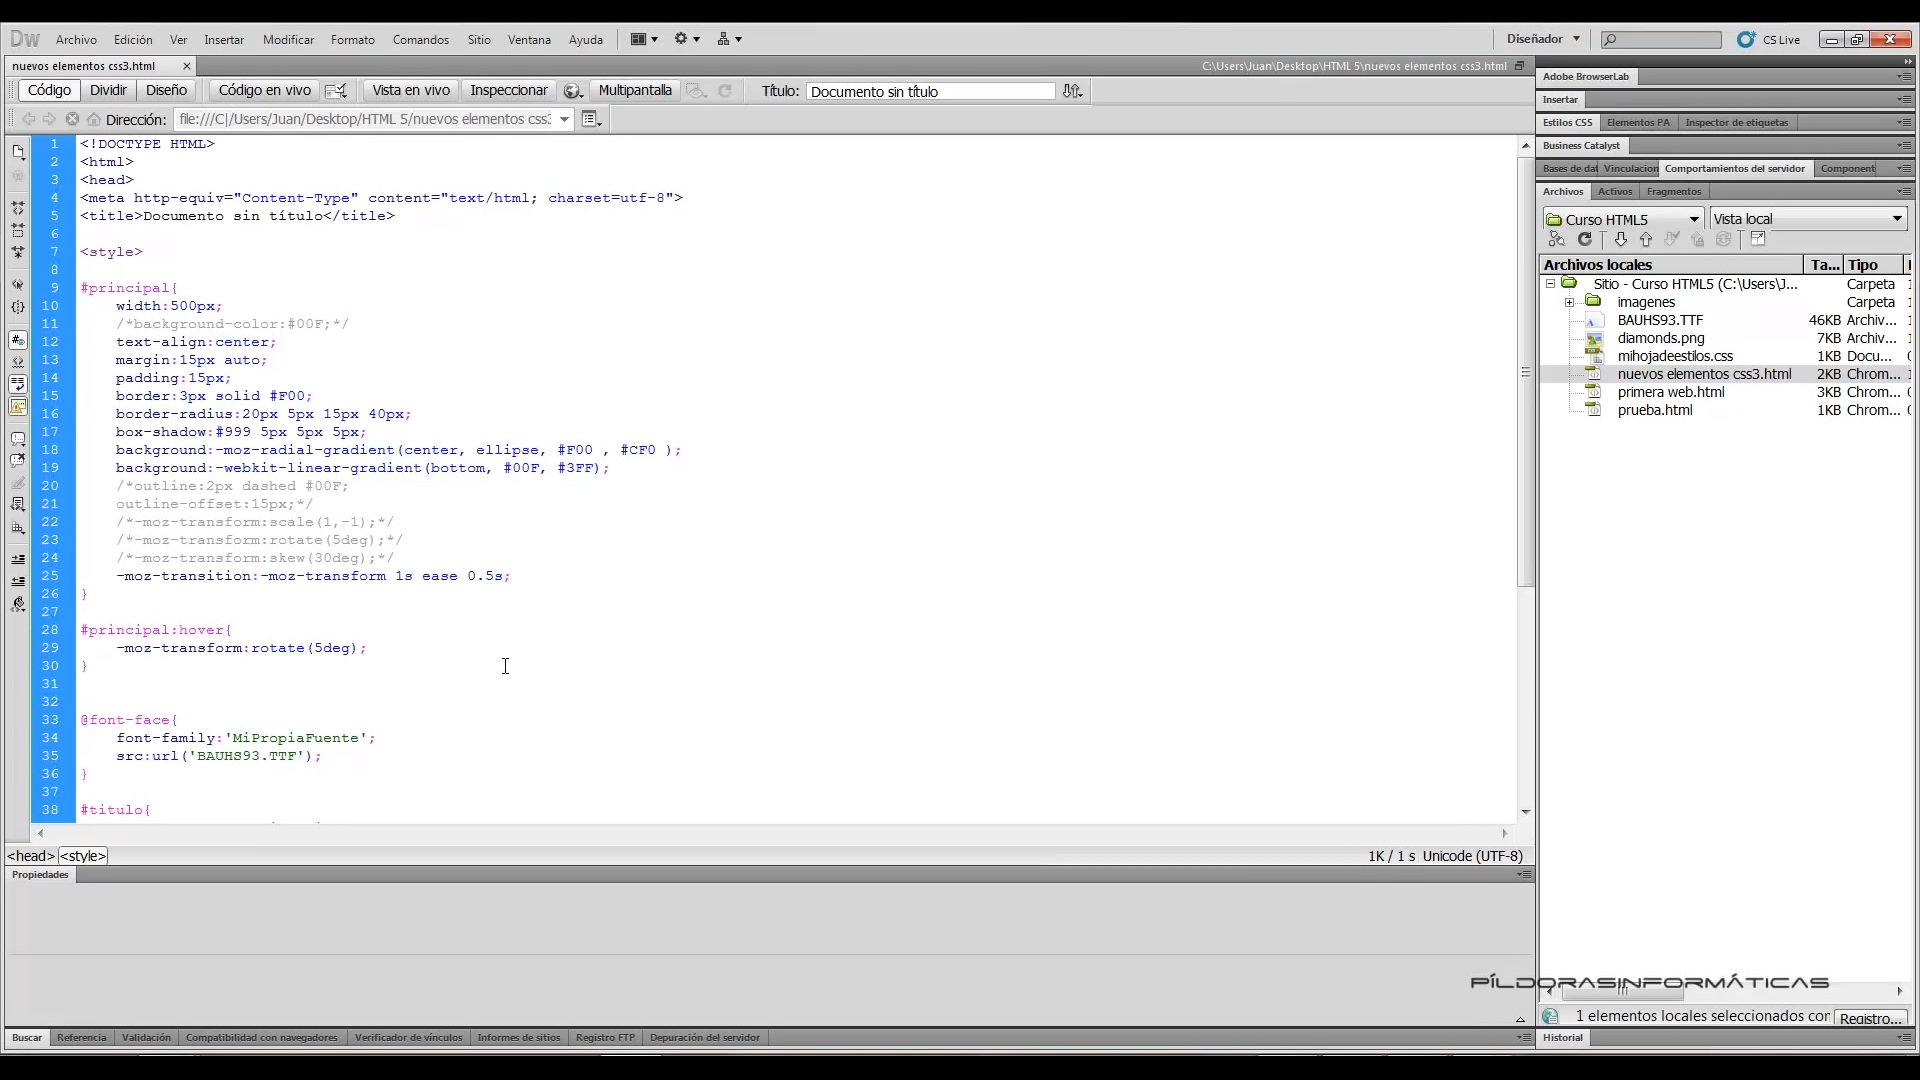 Dw Archivo Edición Ver Insertar Modificar Formato Comandos Sitio Ventana Ayuda Diseñador CS Live
nuevos elementos css3.html C:\Users\Juan\Desktop\HTML 5\nuevos elementos css3.html
Código Dividir Diseño Código en vivo Vista en vivo Inspeccionar Multipantalla Título: Documento sin título
Dirección: file:///C|/Users/Juan/Desktop/HTML 5/nuevos elementos css3
1 <!DOCTYPE HTML>
2 <html>
3 <head>
4 <meta http-equiv="Content-Type" content="text/html; charset=utf-8">
5 <title>Documento sin título</title>
6
7 <style>
8
9 #principal{
10 width:500px;
11 /*background-color:#00F;*/
12 text-align:center;
13 margin:15px auto;
14 padding:15px;
15 border:3px solid #F00;
16 border-radius:20px 5px 15px 40px;
17 box-shadow:#999 5px 5px 5px;
18 background:-moz-radial-gradient(center, ellipse, #F00 , #CF0 );
19 background:-webkit-linear-gradient(bottom, #00F, #3FF);
20 /*outline:2px dashed #00F;
21 outline-offset:15px;*/
22 /*-moz-transform:scale(1,-1);*/
23 /*-moz-transform:rotate(5deg);*/
24 /*-moz-transform:skew(30deg);*/
25 -moz-transition:-moz-transform 1s ease 0.5s;
26 }
27
28 #principal:hover{
29 -moz-transform:rotate(5deg);
30 }
31
32
33 @font-face{
34 font-family:'MiPropiaFuente';
35 src:url('BAUHS93.TTF');
36 }
37
38 #titulo{
<head> <style> 1K / 1 s Unicode (UTF-8)
Propiedades
Buscar Referencia Validación Compatibilidad con navegadores Verificador de vínculos Informes de sitios Registro FTP Depuración del servidor
Adobe BrowserLab
Insertar
Estilos CSS Elementos PA Inspector de etiquetas
Business Catalyst
Bases de dat Vinculacion Comportamientos del servidor Component
Archivos Activos Fragmentos
Curso HTML5 Vista local
Archivos locales Ta... Tipo
Sitio - Curso HTML5 (C:\Users\J... Carpeta
imagenes Carpeta
BAUHS93.TTF 46KB Archiv...
diamonds.png 7KB Archiv...
mihojadeestilos.css 1KB Docu...
nuevos elementos css3.html 2KB Chrom...
primera web.html 3KB Chrom...
prueba.html 1KB Chrom...
PÍLDORASINFORMÁTICAS
1 elementos locales seleccionados con Registro...
Historial